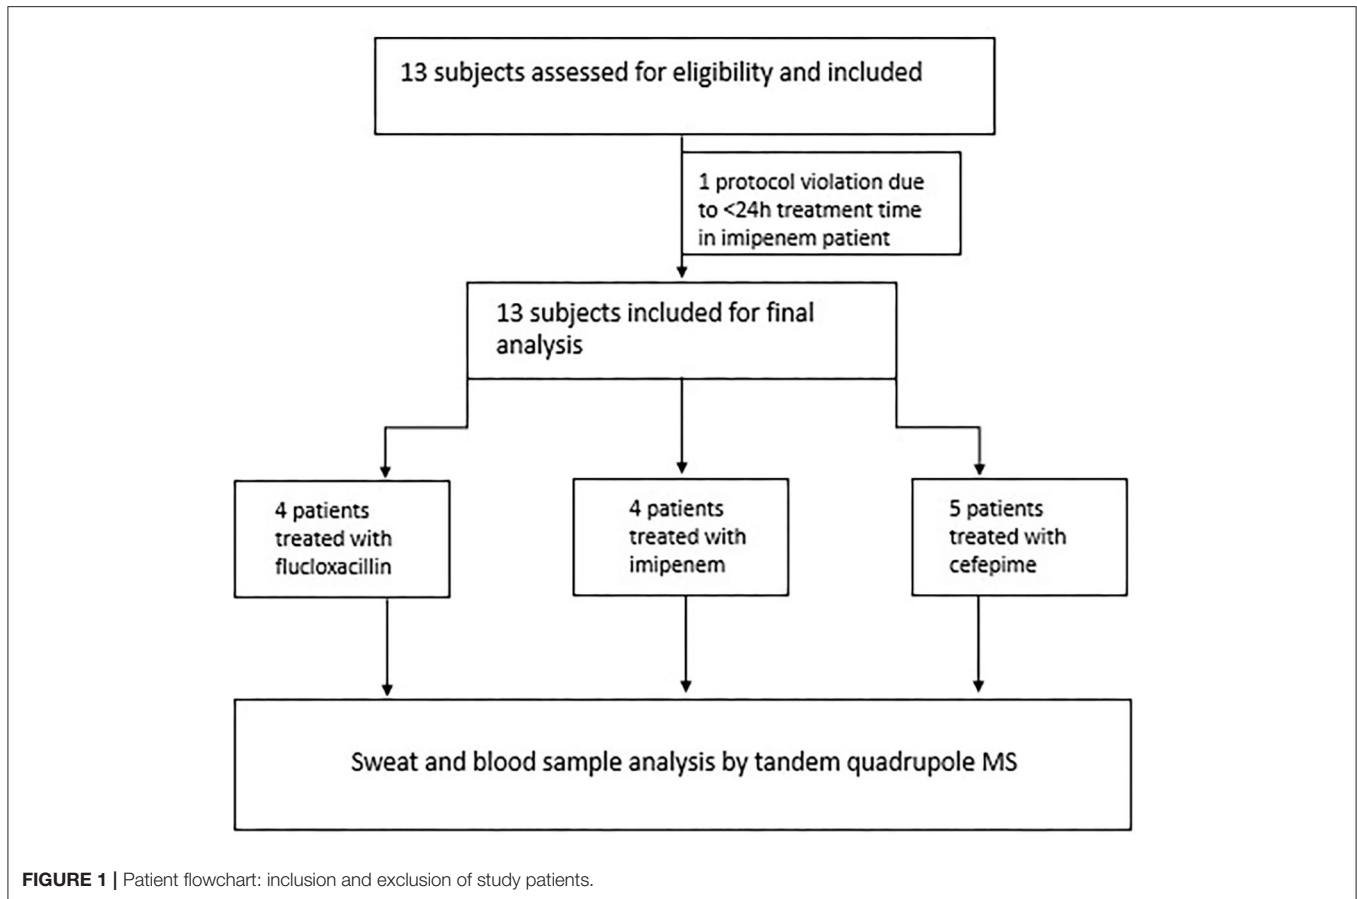 13 subjects assessed for eligibility and included
1 protocol violation due
to <24h treatment time
in imipenem patient
13 subjects included for final
analysis
4 patients
treated with
flucloxacillin
4 patients
treated with
imipenem
5 patients
treated with
cefepime
Sweat and blood sample analysis by tandem quadrupole MS
FIGURE 1 | Patient flowchart: inclusion and exclusion of study patients.